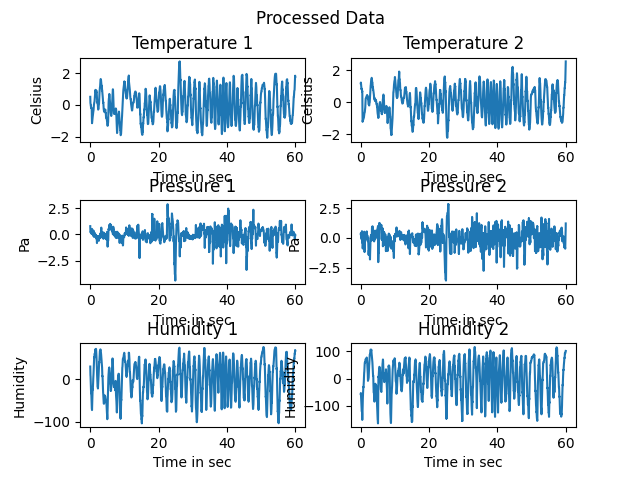 Processed Data
Temperature 1
Temperature 2
Celsius
2
0
−2
0
20
40
60
Time in sec
Celsius
2
0
−2
0
20
40
60
Time in sec
Pressure 1
Pressure 2
Pa
2.5
0.0
−2.5
0
20
40
60
Time in sec
Pa
2.5
0.0
−2.5
0
20
40
60
Time in sec
Humidity 1
Humidity 2
Humidity
0
−100
0
20
40
60
Time in sec
Humidity
100
0
−100
0
20
40
60
Time in sec